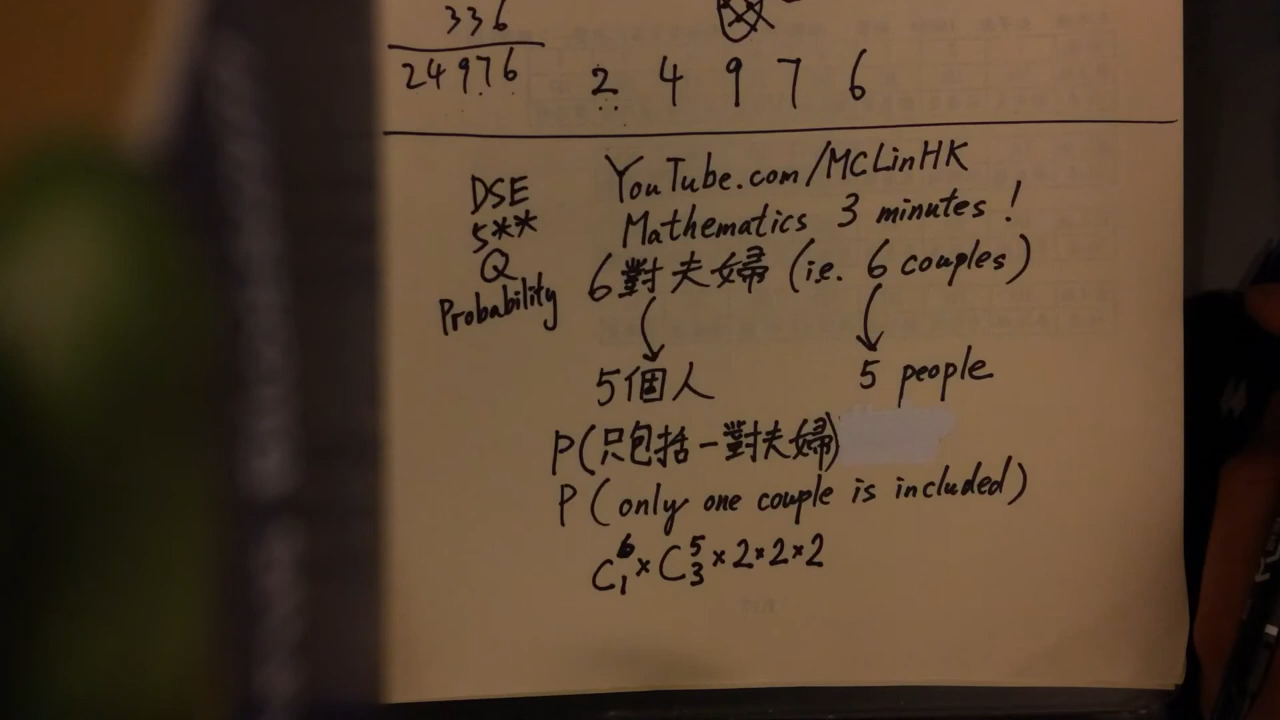 336
24976
2 4 9 7 6
DSE
5**
Q
Probability
YouTube.com/MCLinHK
Mathematics 3 minutes!
6對夫婦 (i.e. 6 couples)
5個人
5 people
P(只包括一對夫婦)
P(only one couple is included)
C⁶₁×C⁵₃×2×2×2